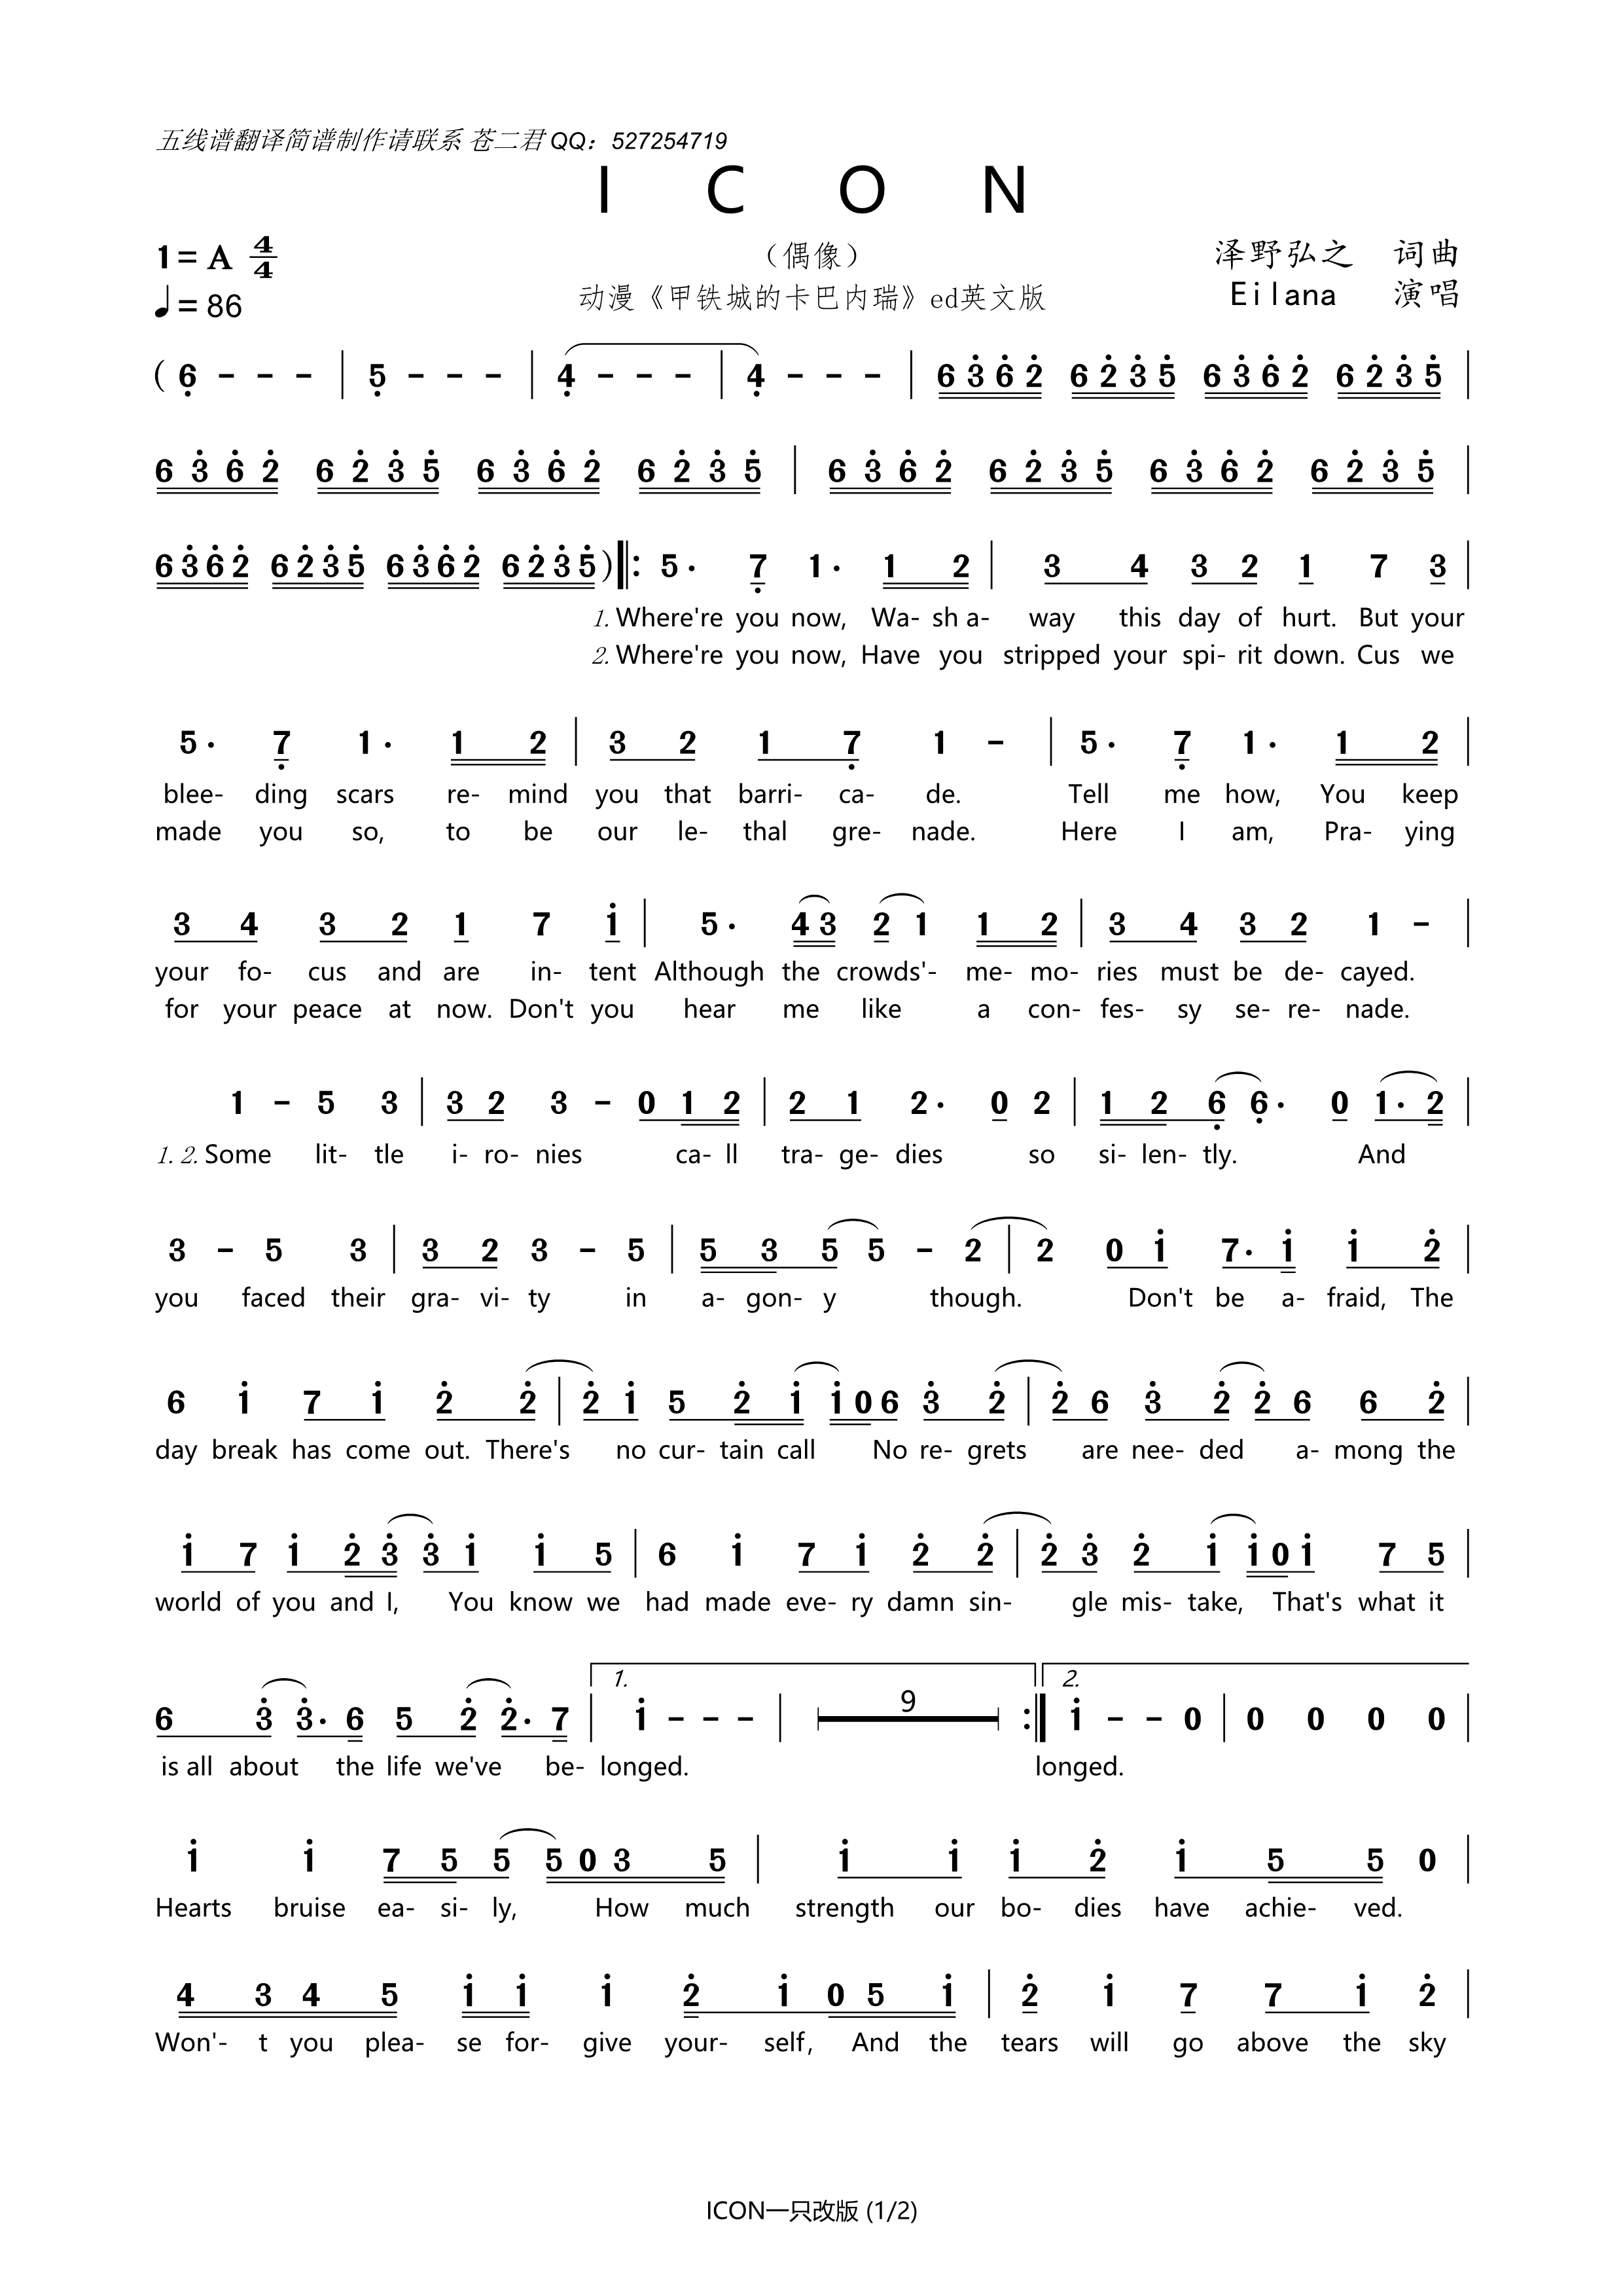 五线谱翻译简谱制作请联系 苍二君 QQ：527254719
I C O N
1=A 4/4
（偶像）
泽野弘之 词曲
♩=86
动漫《甲铁城的卡巴内瑞》ed英文版
Eilana 演唱
( 6̣ - - - | 5̣ - - - | 4̣ - - - | 4̣ - - - | 6 3̇ 6̇ 2̇ 6 2̇ 3̇ 5̇ 6 3̇ 6̇ 2̇ 6 2̇ 3̇ 5̇ |
6 3̇ 6̇ 2̇ 6 2̇ 3̇ 5̇ 6 3̇ 6̇ 2̇ 6 2̇ 3̇ 5̇ | 6 3̇ 6̇ 2̇ 6 2̇ 3̇ 5̇ 6 3̇ 6̇ 2̇ 6 2̇ 3̇ 5̇ |
6 3̇ 6̇ 2̇ 6 2̇ 3̇ 5̇ 6 3̇ 6̇ 2̇ 6 2̇ 3̇ 5̇ ) ‖: 5· 7̣ 1· 1 2 | 3 4 3 2 1 7 3 |
1. Where're you now, Wa- sh a- way this day of hurt. But your
2. Where're you now, Have you stripped your spi- rit down. Cus we
5· 7̣ 1· 1 2 | 3 2 1 7̣ 1 - | 5· 7̣ 1· 1 2 |
blee- ding scars re- mind you that barri- ca- de. Tell me how, You keep
made you so, to be our le- thal gre- nade. Here I am, Pra- ying
3 4 3 2 1 7 1̇ | 5· 4 3 2 1 1 2 | 3 4 3 2 1 - |
your fo- cus and are in- tent Although the crowds'- me- mo- ries must be de- cayed.
for your peace at now. Don't you hear me like a con- fes- sy se- re- nade.
1 - 5 3 | 3 2 3 - 0 1 2 | 2 1 2· 0 2 | 1 2 6̣ 6̣· 0 1· 2 |
1. 2. Some lit- tle i- ro- nies ca- ll tra- ge- dies so si- len- tly. And
3 - 5 3 | 3 2 3 - 5 | 5 3 5 5 - 2 | 2 0 1̇ 7· 1̇ 1̇ 2̇ |
you faced their gra- vi- ty in a- gon- y though. Don't be a- fraid, The
6 1̇ 7 1̇ 2̇ 2̇ | 2̇ 1̇ 5 2̇ 1̇ 1̇ 0 6 3̇ 2̇ | 2̇ 6 3̇ 2̇ 2̇ 6 6 2̇ |
day break has come out. There's no cur- tain call No re- grets are nee- ded a- mong the
1̇ 7 1̇ 2̇ 3̇ 3̇ 1̇ 1̇ 5 | 6 1̇ 7 1̇ 2̇ 2̇ | 2̇ 3̇ 2̇ 1̇ 1̇ 0 1̇ 7 5 |
world of you and I, You know we had made eve- ry damn sin- gle mis- take, That's what it
1. 9 2.
6 3̇ 3̇· 6 5 2̇ 2̇· 7 | 1̇ - - - | :‖ 1̇ - - 0 | 0 0 0 0 |
is all about the life we've be- longed. longed.
1̇ 1̇ 7 5 5 5 0 3 5 | 1̇ 1̇ 1̇ 2̇ 1̇ 5 5 0 |
Hearts bruise ea- si- ly, How much strength our bo- dies have achie- ved.
4 3 4 5 1̇ 1̇ 1̇ 2̇ 1̇ 0 5 1̇ | 2̇ 1̇ 7 7 1̇ 2̇ |
Won'- t you plea- se for- give your- self, And the tears will go above the sky
ICON一只改版 (1/2)